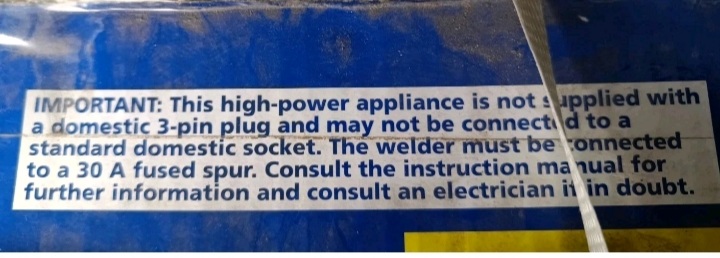 IMPORTANT: This high-power appliance is not supplied with
a domestic 3-pin plug and may not be connected to a
standard domestic socket. The welder must be connected
to a 30 A fused spur. Consult the instruction manual for
further information and consult an electrician if in doubt.